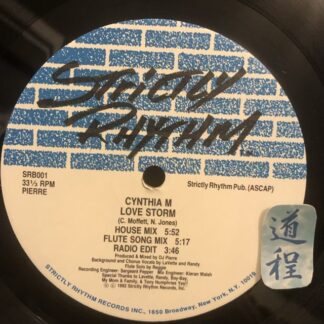 STRICTLY
RHYTHM
SRB001
33⅓ RPM
PIERRE
Strictly Rhythm Pub. (ASCAP)
CYNTHIA M
LOVE STORM
(C. Moffett, N. Jones)
HOUSE MIX 5:52
FLUTE SONG MIX 5:17
RADIO EDIT 3:46
Produced and Mixed by DJ Pierre
Background and Chorus Vocals by LaVette and Randy
Flute Solo by Reggie
Recording Engineer: Sergeant Pepper Mix Engineer: Kieran Walsh
Special Thanks to Lavette, Randy, Boy-Bey,
My Mom & Family, & Tony Humphries Yay!
℗ © 1992 Strictly Rhythm Records, Inc.
STRICTLY RHYTHM RECORDS INC., 1650 Broadway, New York, N.Y. 10019
道程